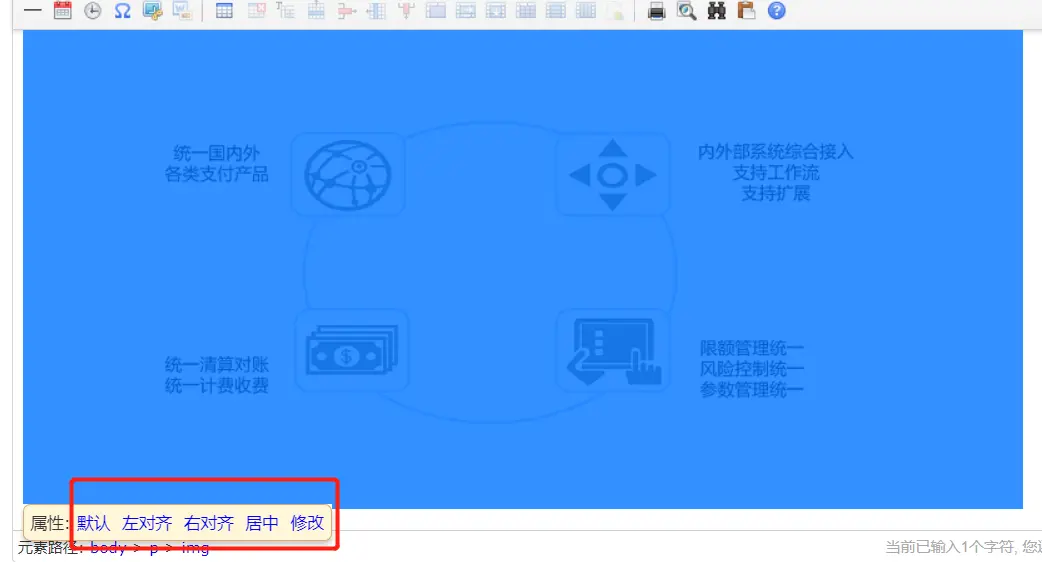 统一国内外
各类支付产品
内外部系统综合接入
支持工作流
支持扩展
统一清算对账
统一计费收费
限额管理统一
风险控制统一
参数管理统一
属性: 默认 左对齐 右对齐 居中 修改
元素路径: body > p > img
当前已输入1个字符, 您